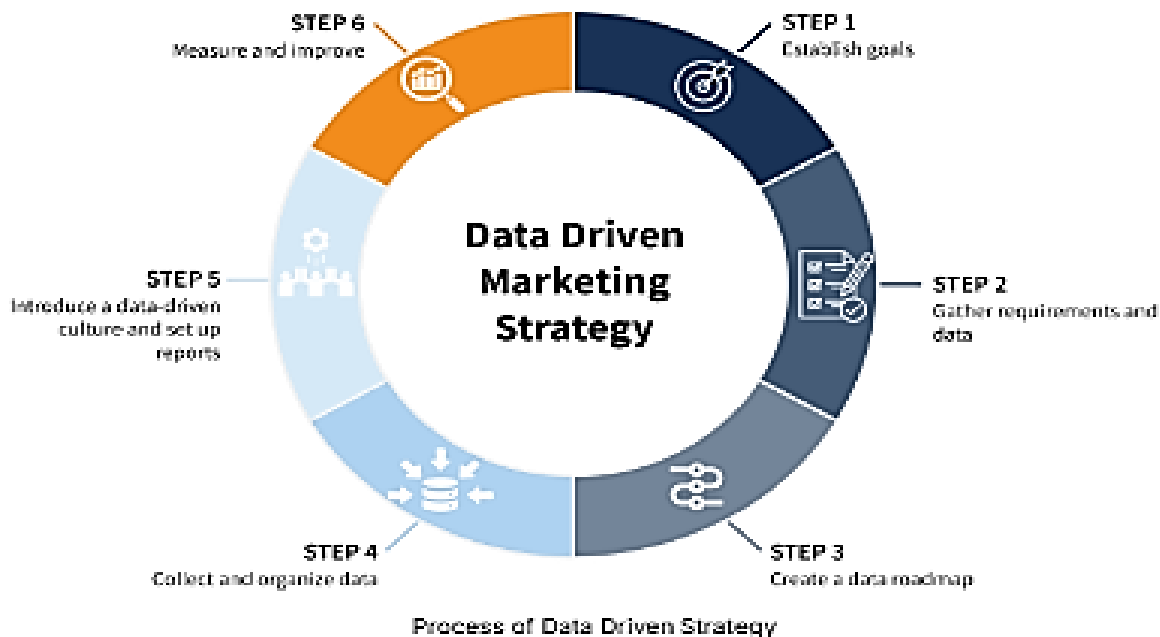 STEP 6
Measure and improve
STEP 1
Establish goals
Data Driven
Marketing
Strategy
STEP 5
Introduce a data-driven
culture and set up
reports
STEP 2
Gather requirements and
data
STEP 4
Collect and organize data
STEP 3
Create a data roadmap
Process of Data Driven Strategy